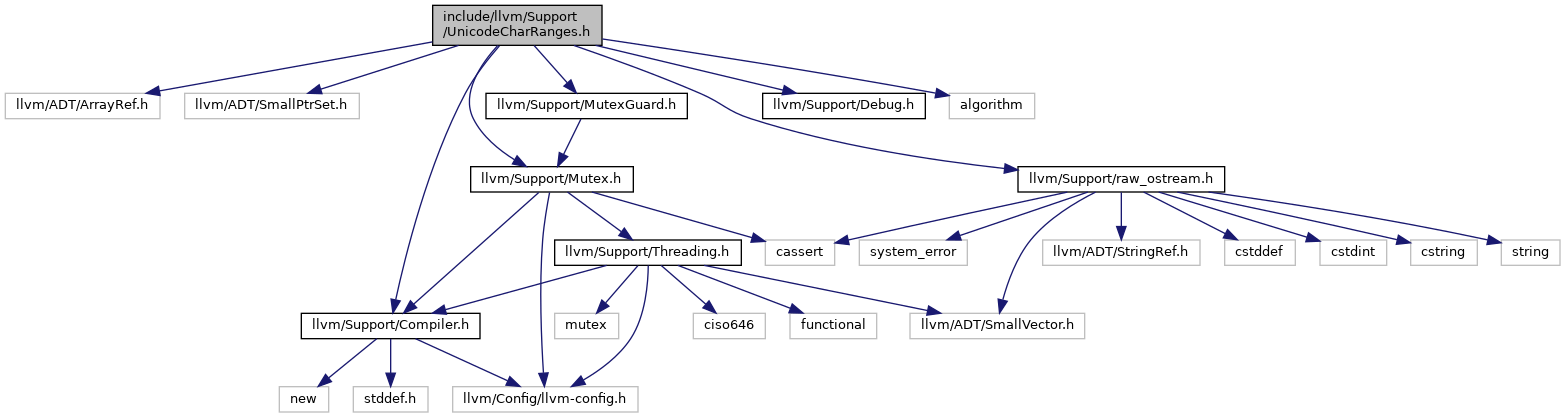 include/llvm/Support
/UnicodeCharRanges.h
llvm/ADT/ArrayRef.h
llvm/ADT/SmallPtrSet.h
llvm/Support/MutexGuard.h
llvm/Support/Debug.h
algorithm
llvm/Support/Mutex.h
llvm/Support/raw_ostream.h
llvm/Support/Threading.h
cassert
system_error
llvm/ADT/StringRef.h
cstddef
cstdint
cstring
string
llvm/Support/Compiler.h
mutex
ciso646
functional
llvm/ADT/SmallVector.h
new
stddef.h
llvm/Config/llvm-config.h